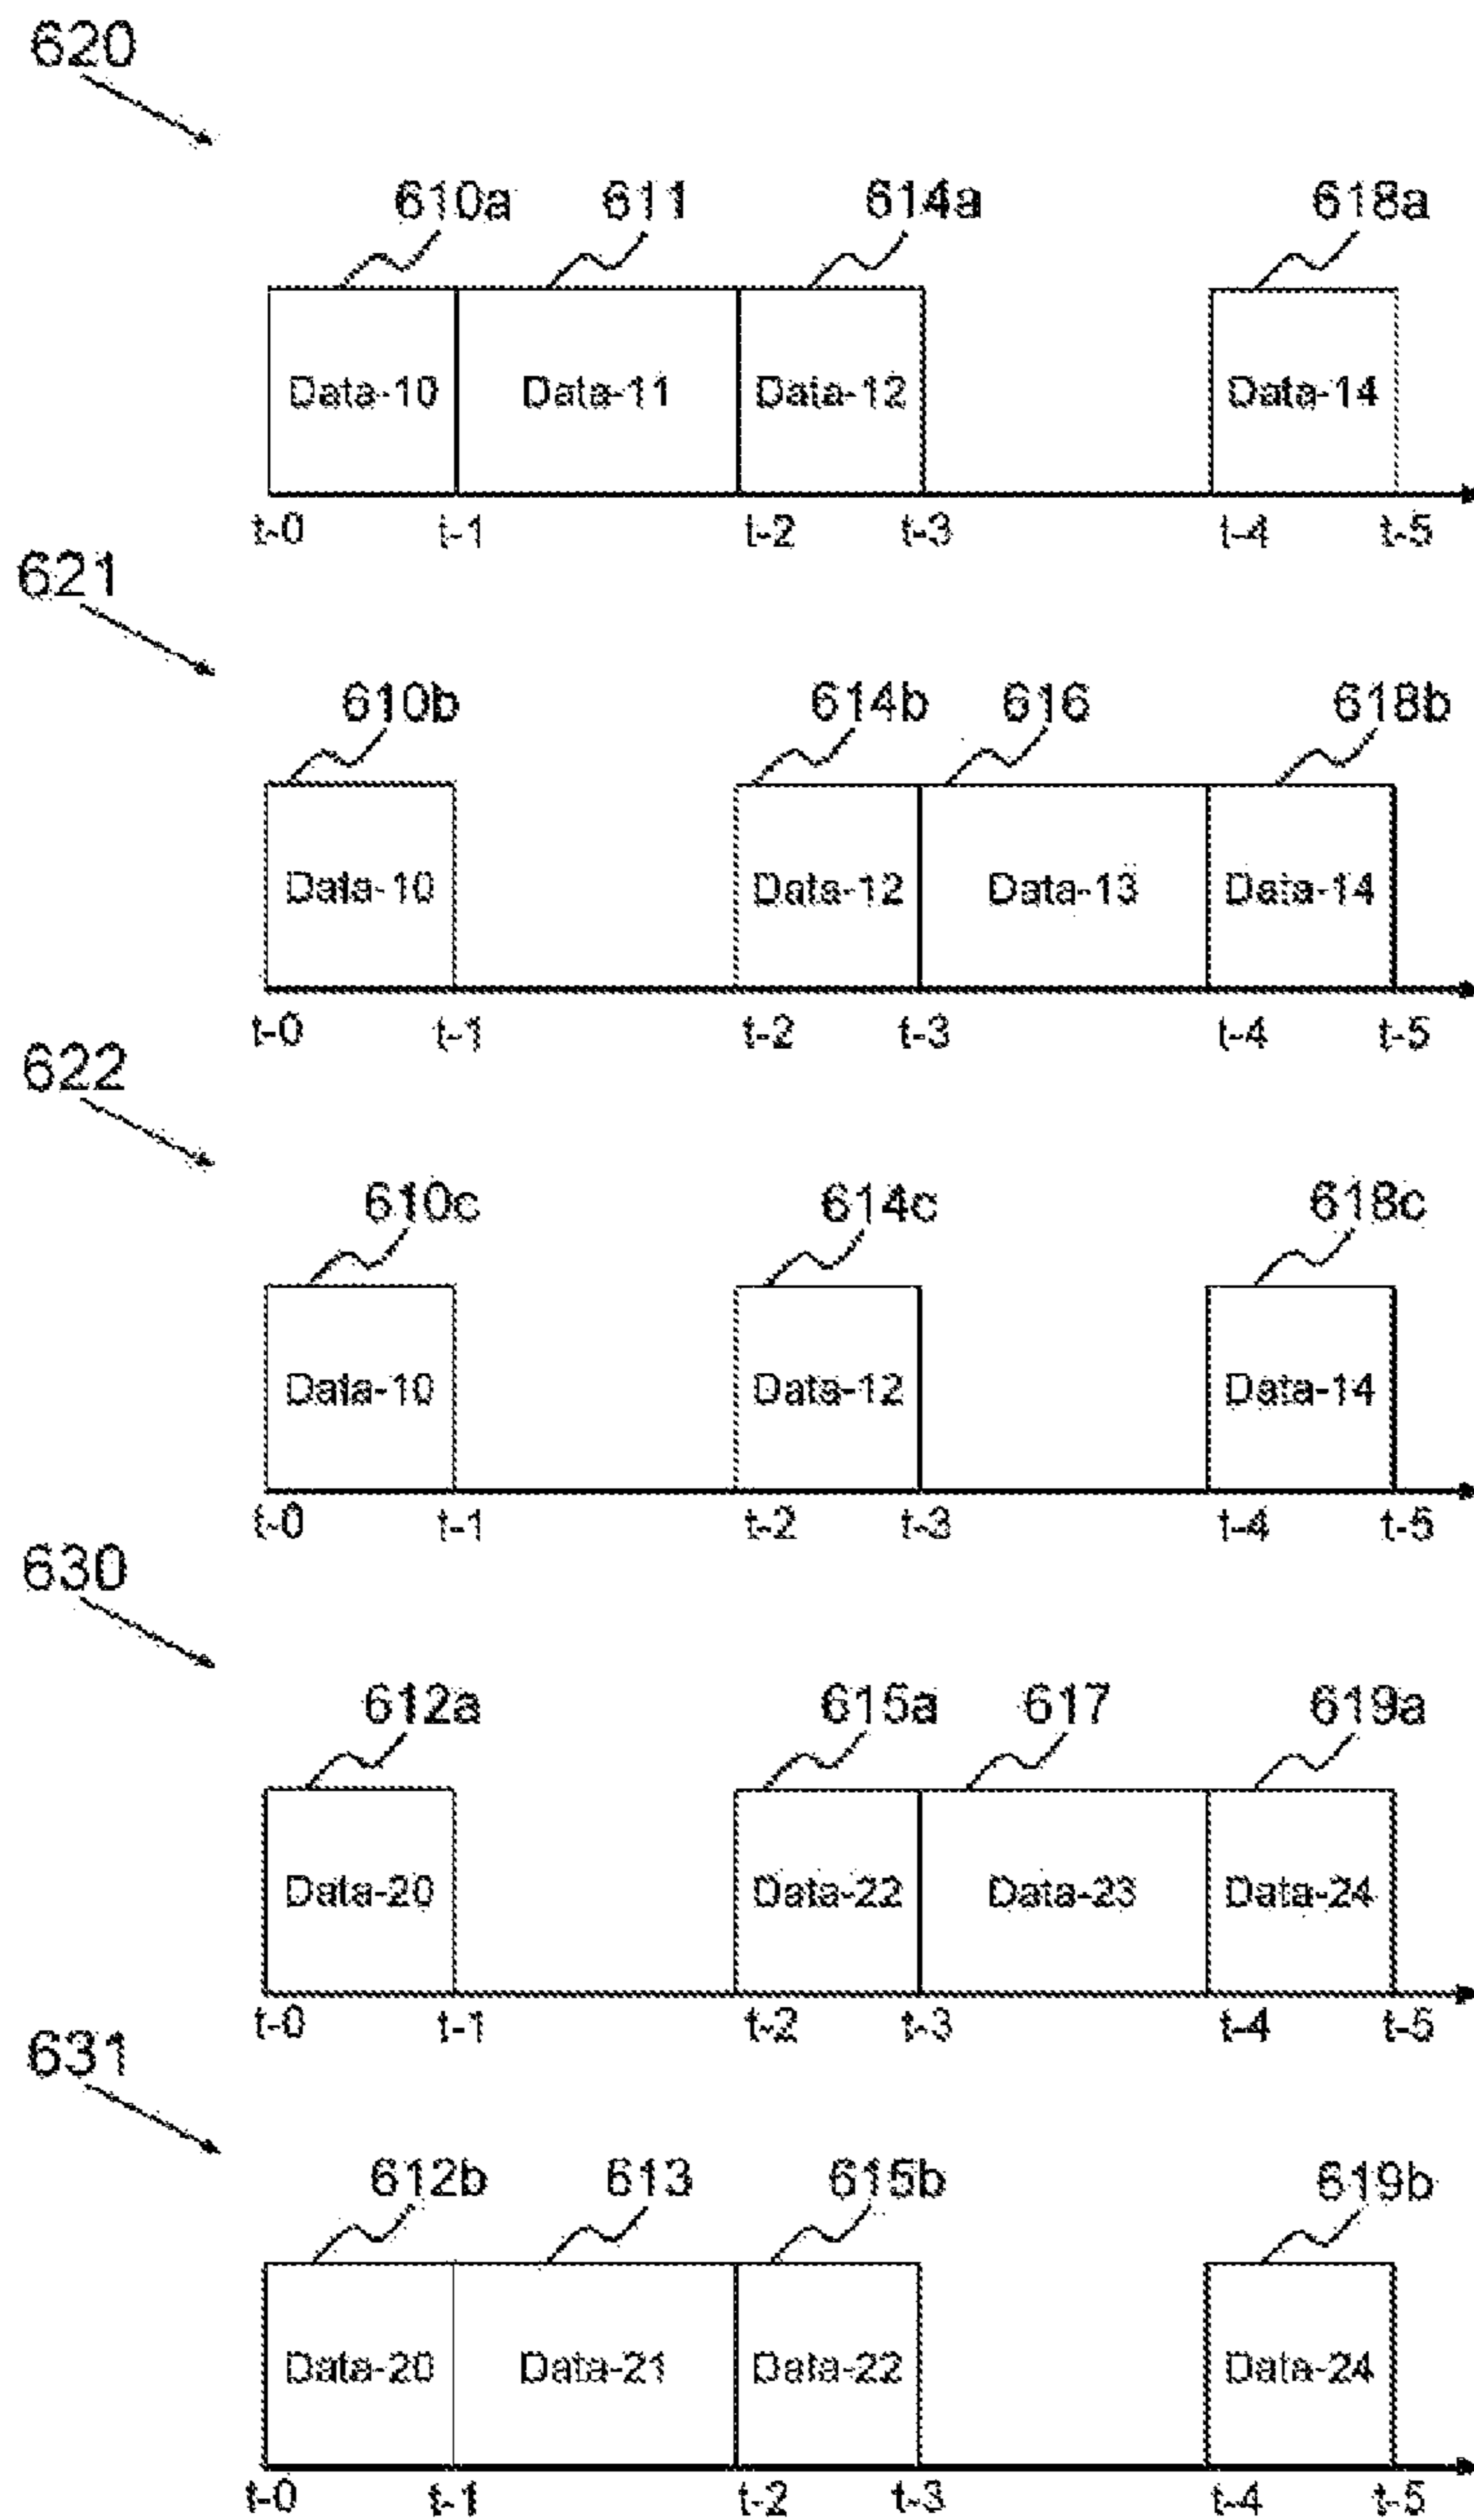 620
610a 611 614a 618a
Data-10 Data-11 Data-12 Data-14
t-0 t-1 t-2 t-3 t-4 t-5
621
610b 614b 616 618b
Data-10 Data-12 Data-13 Data-14
t-0 t-1 t-2 t-3 t-4 t-5
622
610c 614c 618c
Data-10 Data-12 Data-14
t-0 t-1 t-2 t-3 t-4 t-5
630
612a 615a 617 619a
Data-20 Data-22 Data-23 Data-24
t-0 t-1 t-2 t-3 t-4 t-5
631
612b 613 615b 619b
Data-20 Data-21 Data-22 Data-24
t-0 t-1 t-2 t-3 t-4 t-5